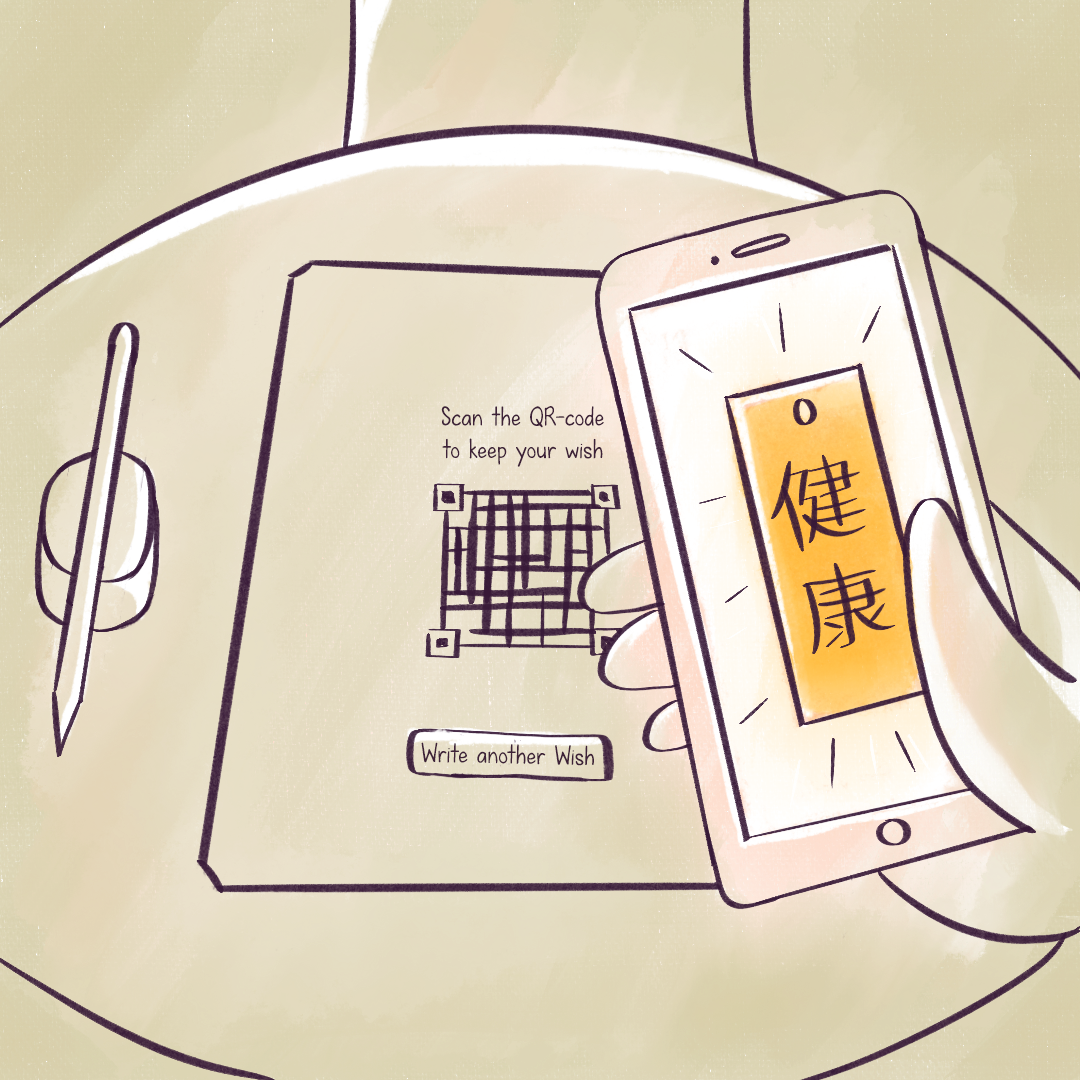 Scan the QR-code
to keep your wish
Write another Wish
健
康